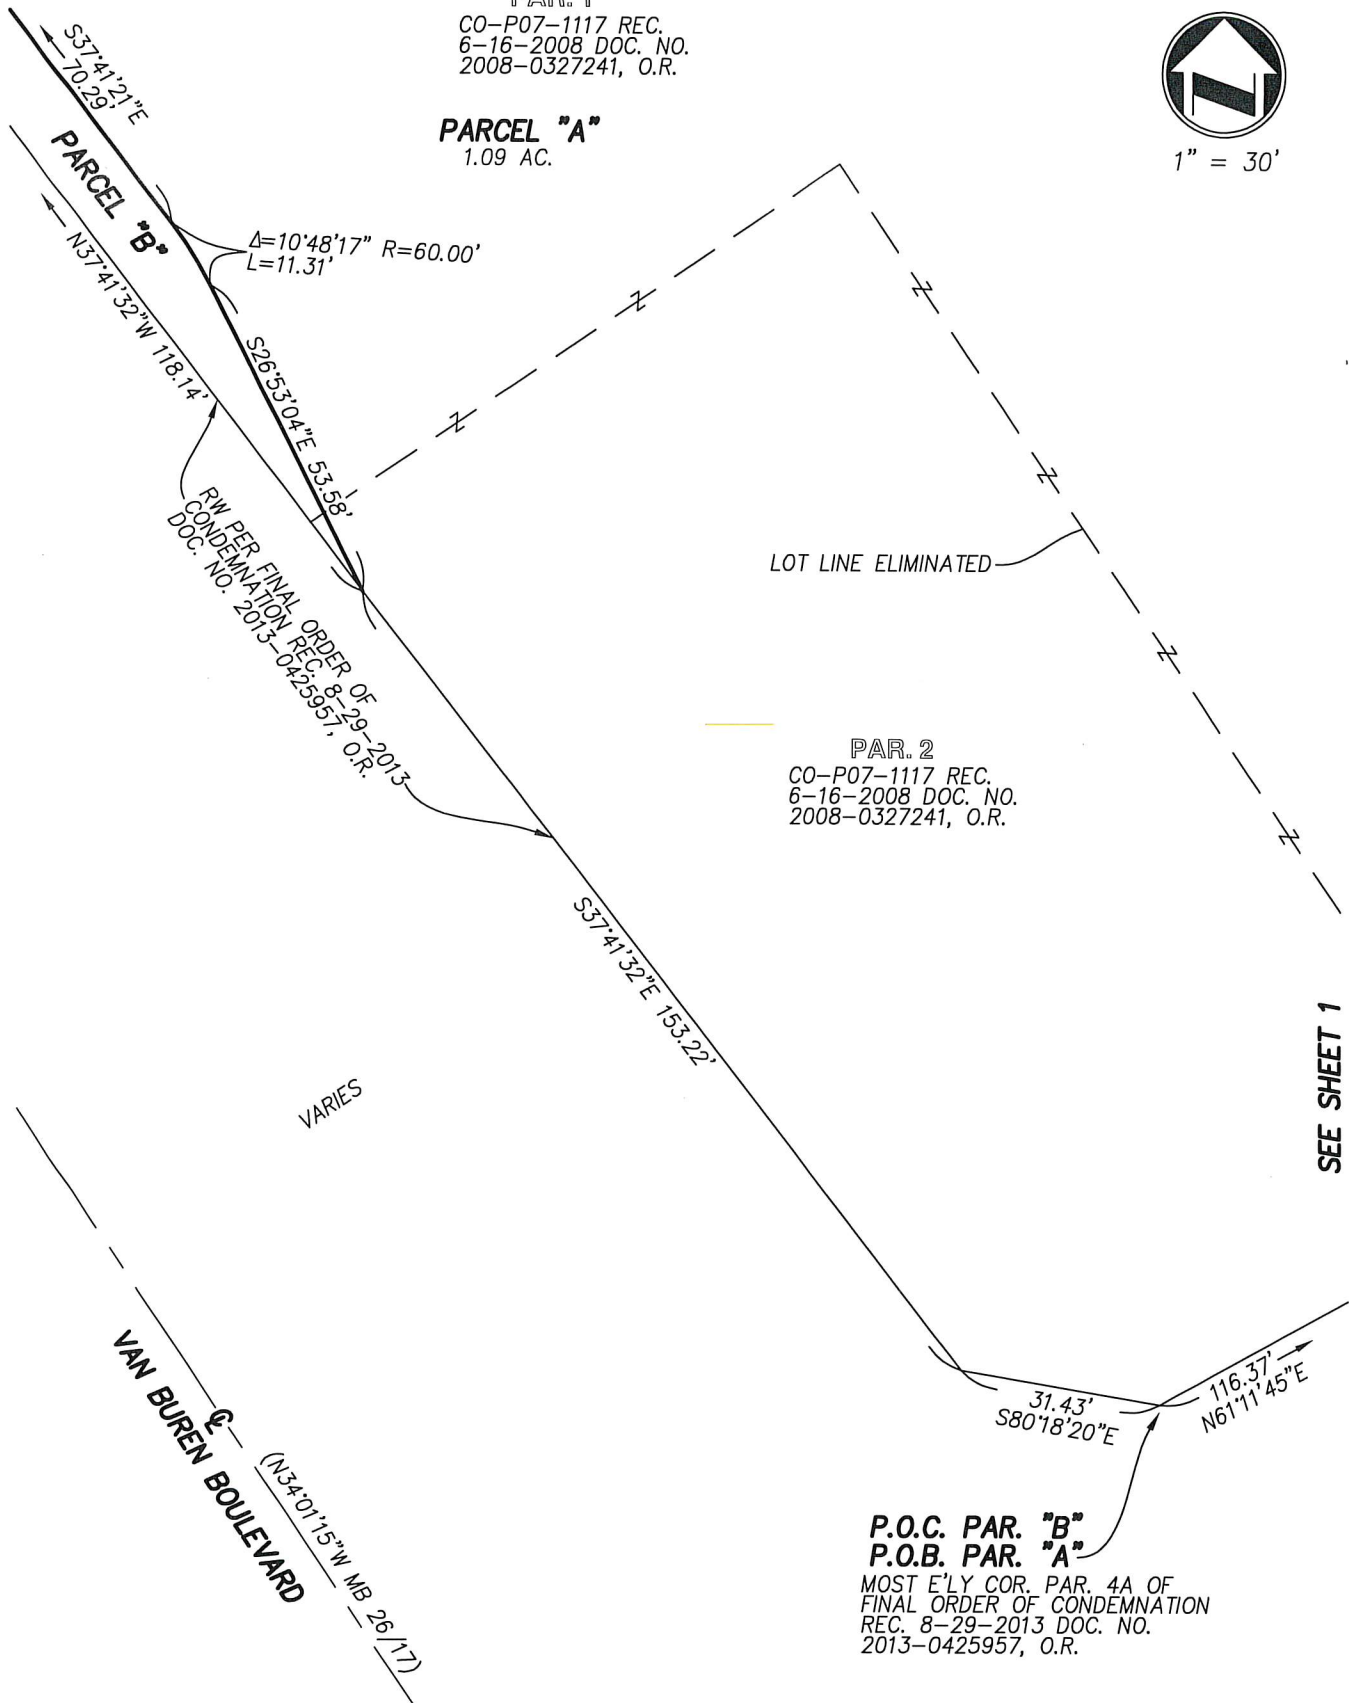 PAR. 1
CO-P07-1117 REC.
6-16-2008 DOC. NO.
2008-0327241, O.R.
PARCEL "A"
1.09 AC.
1" = 30'
S37°41'21"E
70.29'
PARCEL "B"
Δ=10°48'17" R=60.00'
L=11.31'
N37°41'32"W 118.14'
S26°53'04"E 53.58'
RW PER FINAL ORDER OF
CONDEMNATION REC. 8-29-2013
DOC. NO. 2013-0425957, O.R.
LOT LINE ELIMINATED
PAR. 2
CO-P07-1117 REC.
6-16-2008 DOC. NO.
2008-0327241, O.R.
S37°41'32"E 153.22'
SEE SHEET 1
VARIES
VAN BUREN BOULEVARD
℄
(N34°01'15"W MB 26/17)
31.43'
S80°18'20"E
116.37'
N61°11'45"E
P.O.C. PAR. "B"
P.O.B. PAR. "A"
MOST E'LY COR. PAR. 4A OF
FINAL ORDER OF CONDEMNATION
REC. 8-29-2013 DOC. NO.
2013-0425957, O.R.